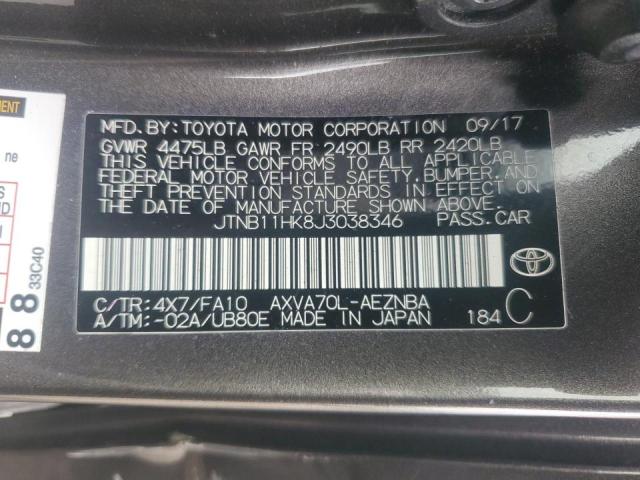 MFD.BY:TOYOTA MOTOR CORPORATION 09/17
GVWR 4475LB GAWR FR 2490LB RR 2420LB
THIS VEHICLE CONFORMS TO ALL APPLICABLE
FEDERAL MOTOR VEHICLE SAFETY,BUMPER,AND
THEFT PREVENTION STANDARDS IN EFFECT ON
THE DATE OF MANUFACTURE SHOWN ABOVE.
JTNB11HK8J3038346 PASS.CAR
C/TR:4X7/FA10 AXVA70L-AEZNBA
A/TM:-02A/UB80E MADE IN JAPAN 184 C
ne
33C40
88